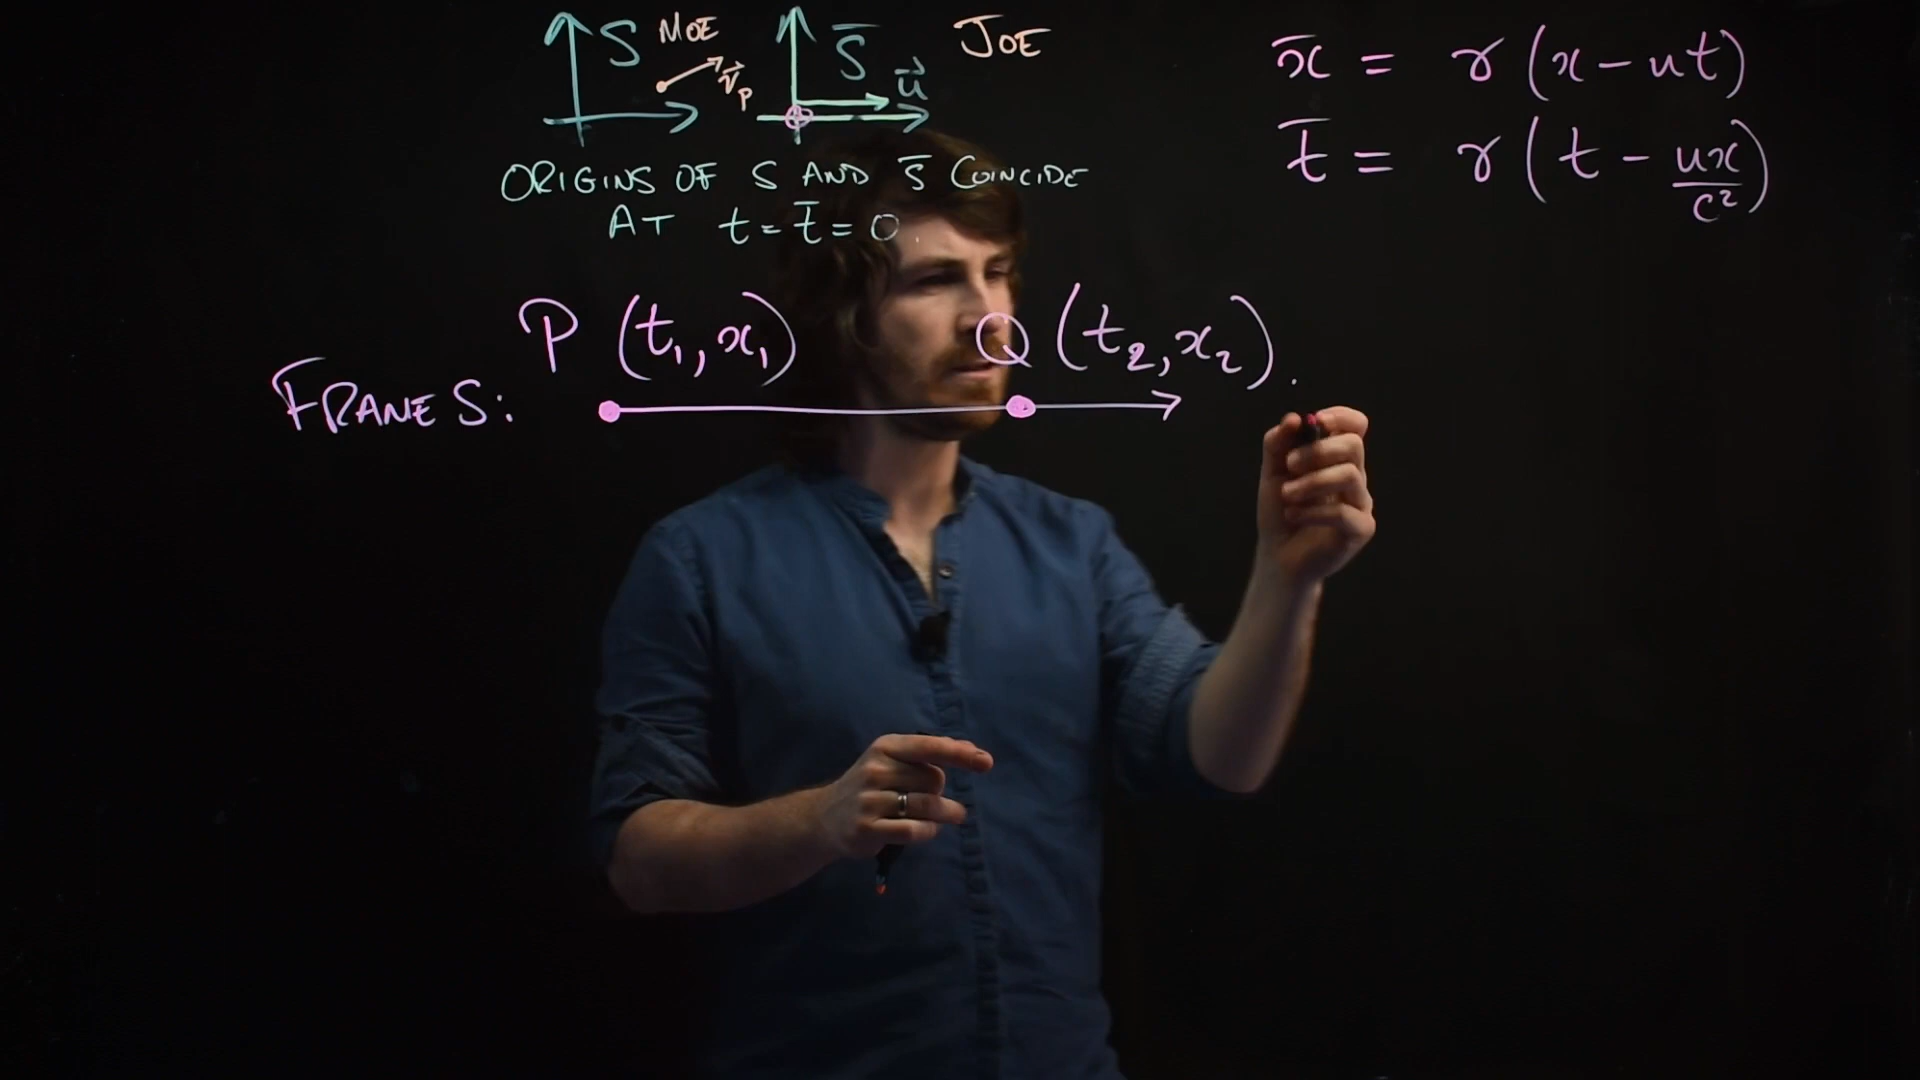 S MOE v⃗ₚ S̅ u⃗ JOE
ORIGINS OF S AND S̅ COINCIDE
AT t = t̅ = 0.
x̅ = γ (x - ut)
t̅ = γ (t - ux/c²)
P (t₁, x₁) Q (t₂, x₂).
FRAME S: